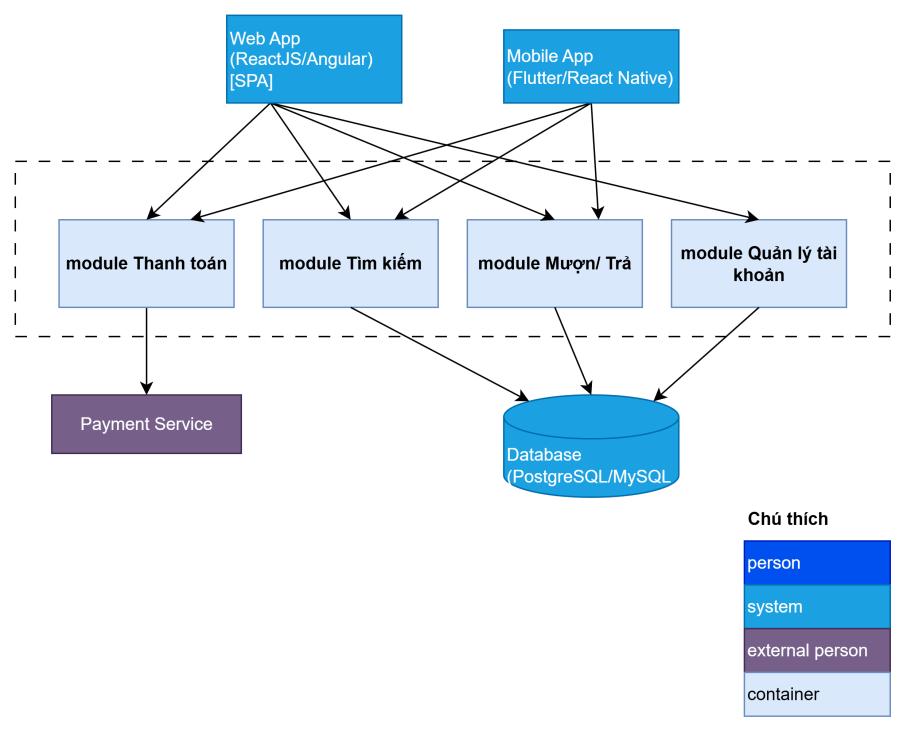 Web App
(ReactJS/Angular)
[SPA]
Mobile App
(Flutter/React Native)
module Thanh toán
module Tìm kiếm
module Mượn/ Trả
module Quản lý tài
khoản
Payment Service
Database
(PostgreSQL/MySQL
Chú thích
person
system
external person
container